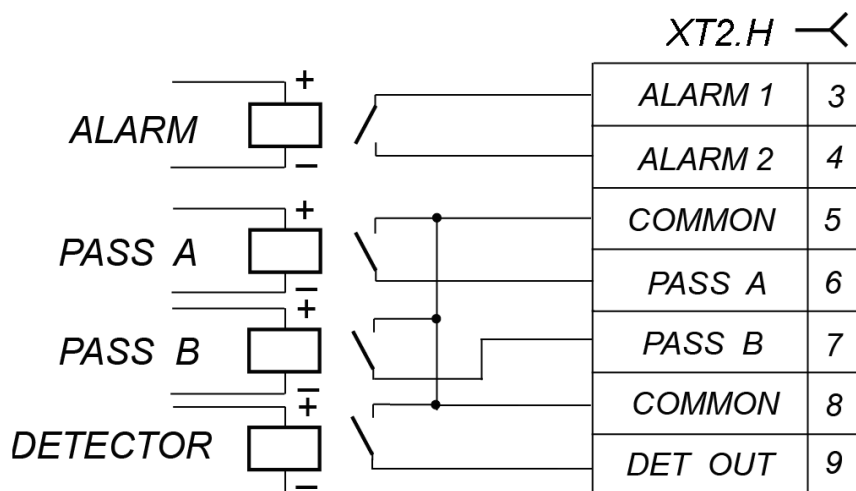 XT2.H
+
ALARM 1 3
ALARM
−
ALARM 2 4
+
COMMON 5
PASS A
−
PASS A 6
+
PASS B 7
PASS B
−
+
COMMON 8
DETECTOR
−
DET OUT 9